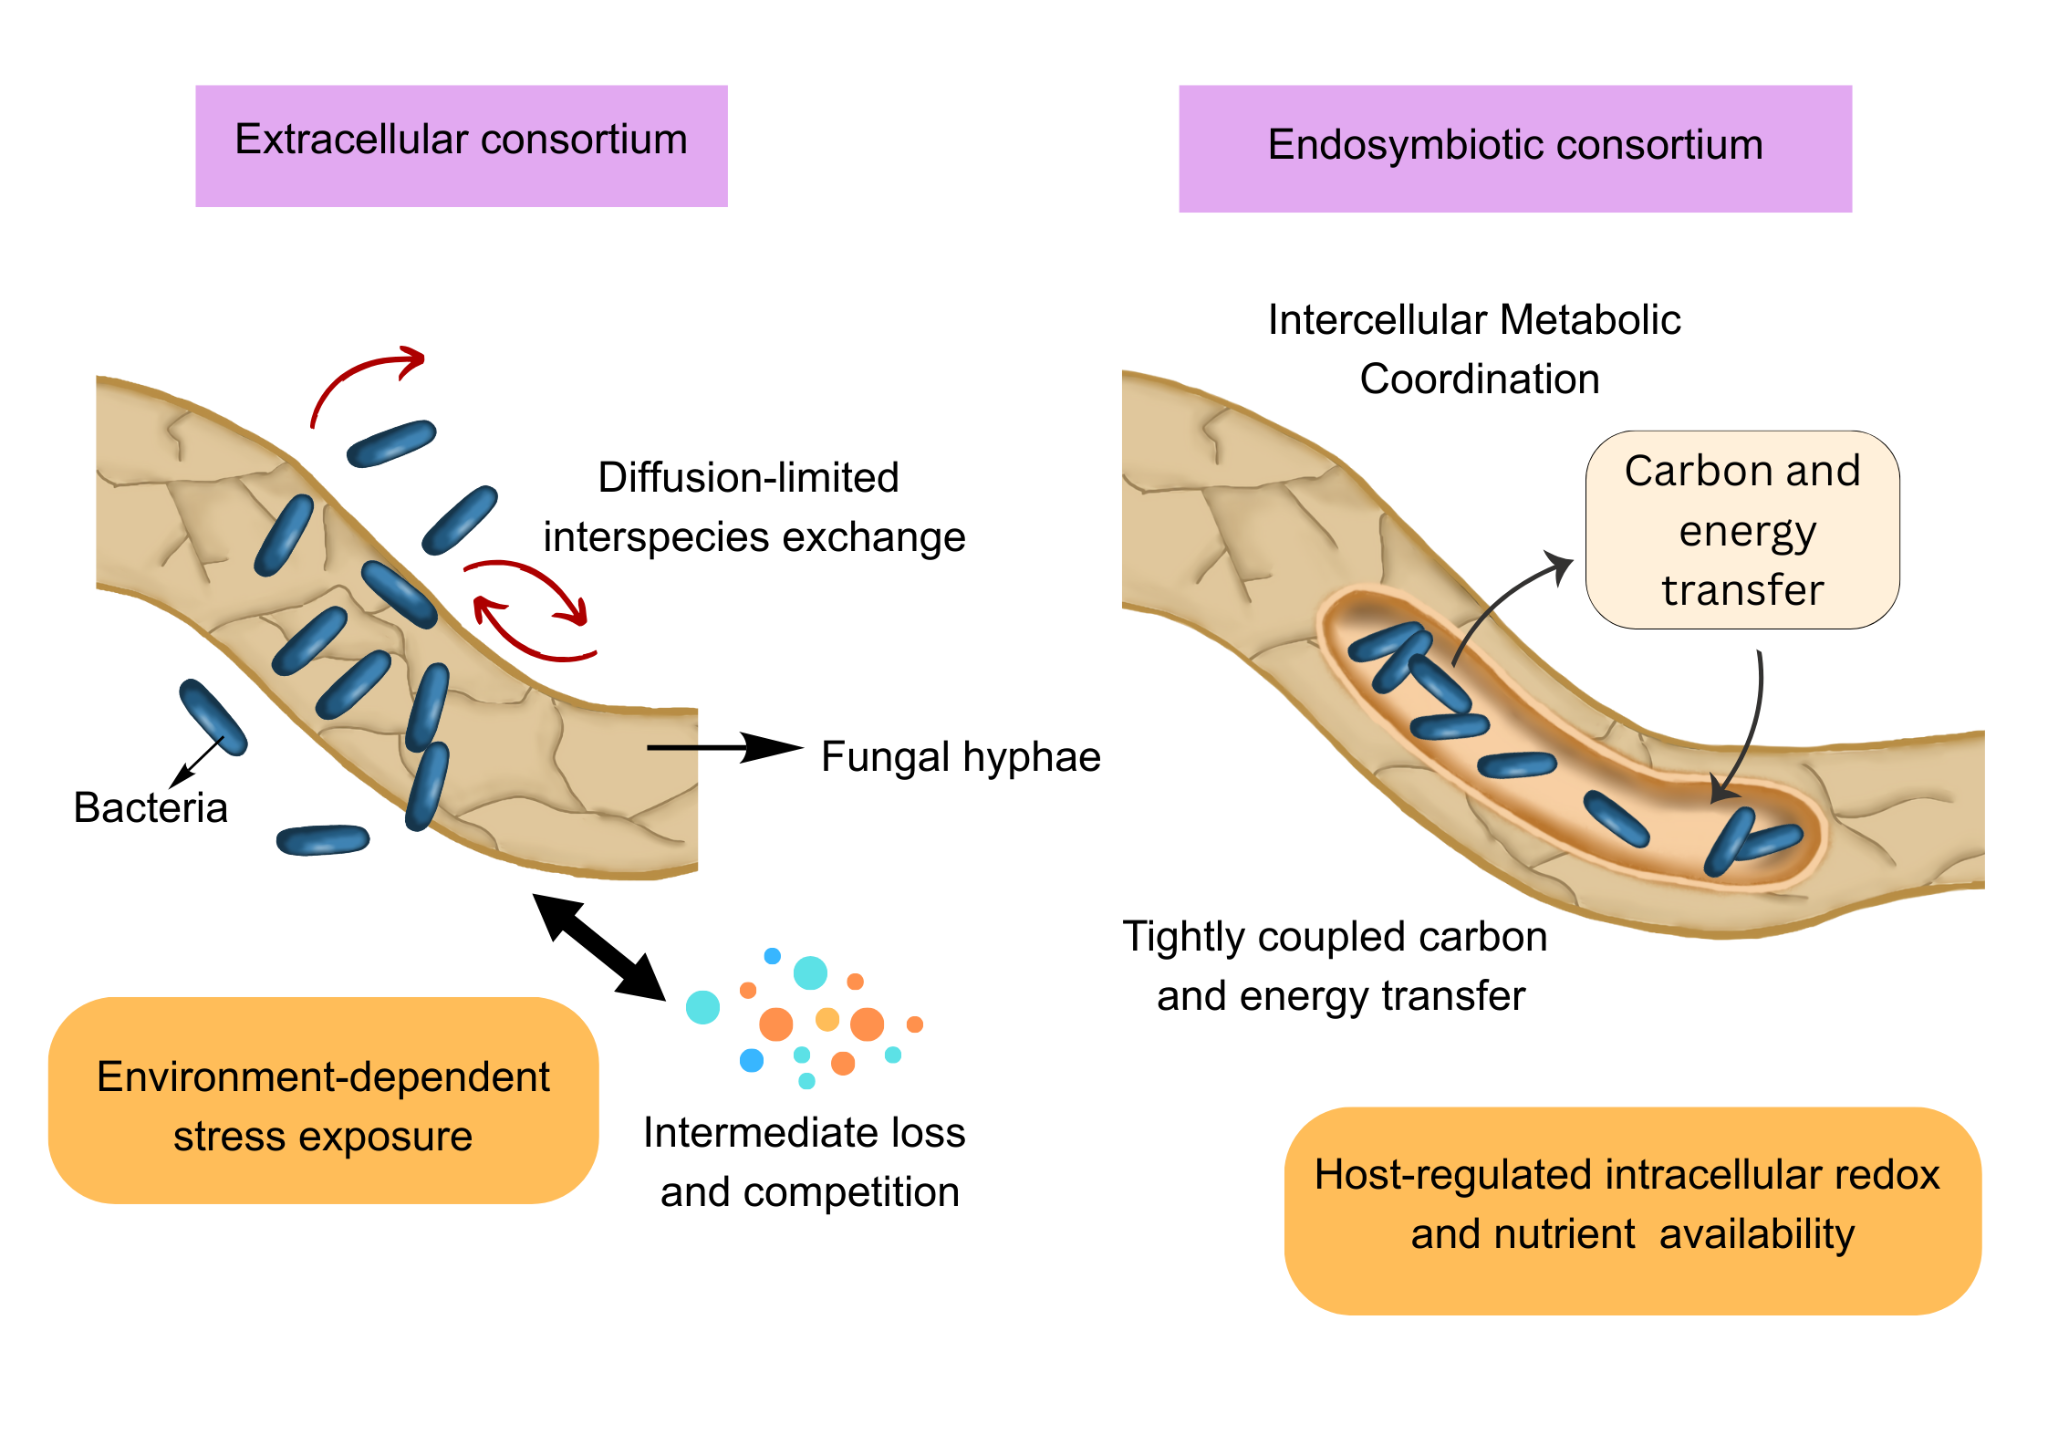 Extracellular consortium
Diffusion-limited
interspecies exchange
Fungal hyphae
Bacteria
Environment-dependent
stress exposure
Intermediate loss
and competition
Endosymbiotic consortium
Intercellular Metabolic
Coordination
Carbon and
energy
transfer
Tightly coupled carbon
and energy transfer
Host-regulated intracellular redox
and nutrient  availability